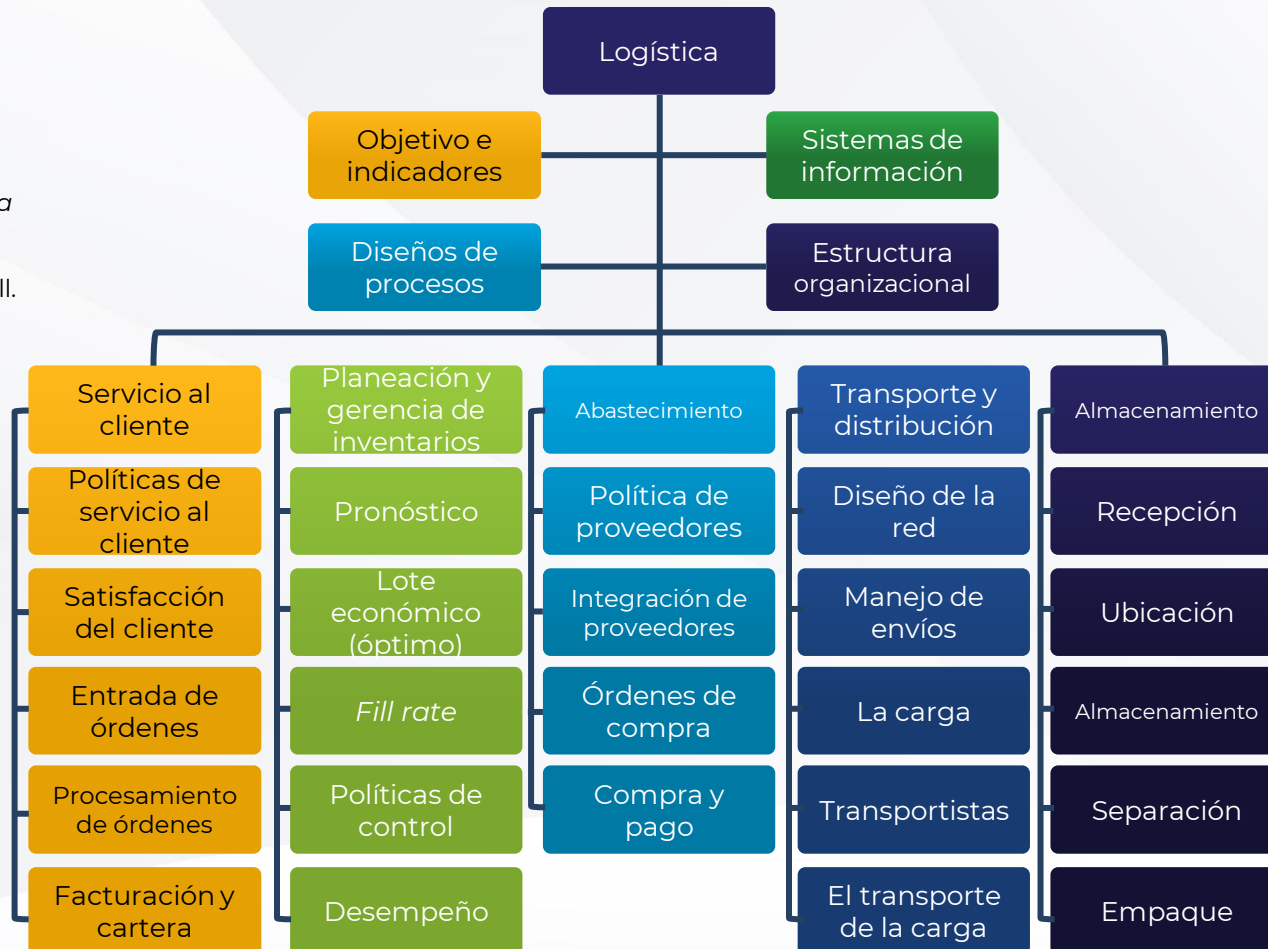 Logística
Objetivo e
indicadores
Sistemas de
información
a
Diseños de
procesos
Estructura
organizacional
ll.
Servicio al
cliente
Planeación y
gerencia de
inventarios
Abastecimiento
Transporte y
distribución
Almacenamiento
Políticas de
servicio al
cliente
Pronóstico
Política de
proveedores
Diseño de la
red
Recepción
Satisfacción
del cliente
Lote
económico
(óptimo)
Integración de
proveedores
Manejo de
envíos
Ubicación
Entrada de
órdenes
Fill rate
Órdenes de
compra
La carga
Almacenamiento
Procesamiento
de órdenes
Políticas de
control
Compra y
pago
Transportistas
Separación
Facturación y
cartera
Desempeño
El transporte
de la carga
Empaque